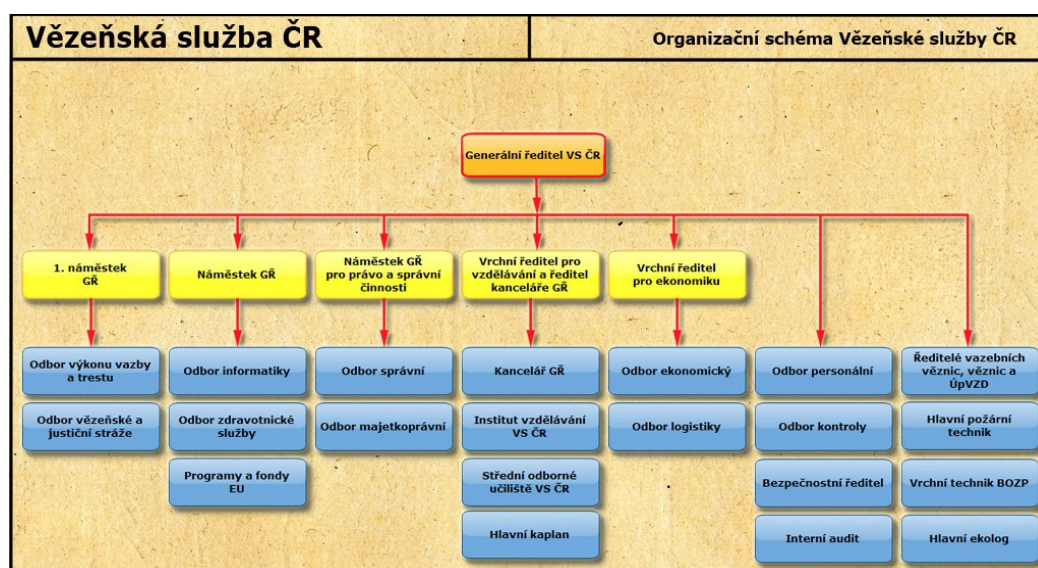 Vězeňská služba ČR
Organizační schéma Vězeňské služby ČR
Generální ředitel VS ČR
1. náměstek
GŘ
Náměstek GŘ
Náměstek GŘ
pro právo a správní
činnosti
Vrchní ředitel pro
vzdělávání a ředitel
kanceláře GŘ
Vrchní ředitel
pro ekonomiku
Odbor výkonu vazby
a trestu
Odbor informatiky
Odbor správní
Kancelář GŘ
Odbor ekonomický
Odbor personální
Ředitelé vazebních
věznic, věznic a
ÚpVZD
Odbor vězeňské a
justiční stráže
Odbor zdravotnické
služby
Odbor majetkoprávní
Institut vzdělávání
VS ČR
Odbor logistiky
Odbor kontroly
Hlavní požární
technik
Programy a fondy
EU
Střední odborné
učiliště VS ČR
Bezpečnostní ředitel
Vrchní technik BOZP
Hlavní kaplan
Interní audit
Hlavní ekolog